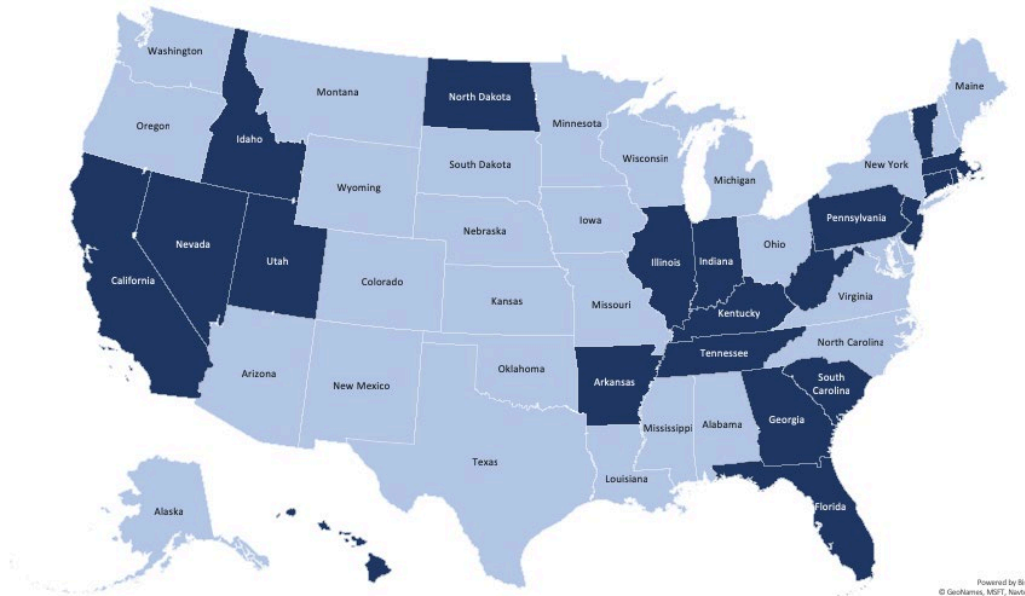 Washington
Montana
North Dakota
Minnesota
Maine
Oregon
Idaho
South Dakota
Wisconsin
Michigan
New York
Wyoming
Iowa
Nebraska
Pennsylvania
Nevada
Utah
Colorado
Kansas
Missouri
Illinois
Indiana
Ohio
California
Kentucky
Virginia
Arizona
New Mexico
Oklahoma
Arkansas
Tennessee
North Carolina
South
Carolina
Texas
Louisiana
Mississippi
Alabama
Georgia
Florida
Alaska
Powered by Bi
© GeoNames, MSFT, Navt